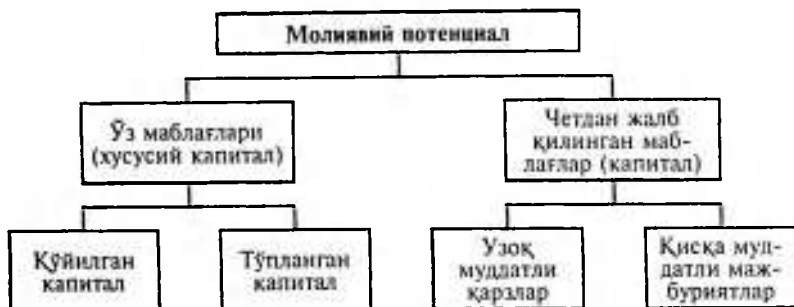 Молиявий потенциал
Ўз маблағлари
(хусусий капитал)
Четдан жалб
қилинган маб-
лағлар (капитал)
Қўйилган
капитал
Тўпланган
капитал
Узоқ
муддатли
қарзлар
Қисқа муд-
датли маж-
буриятлар